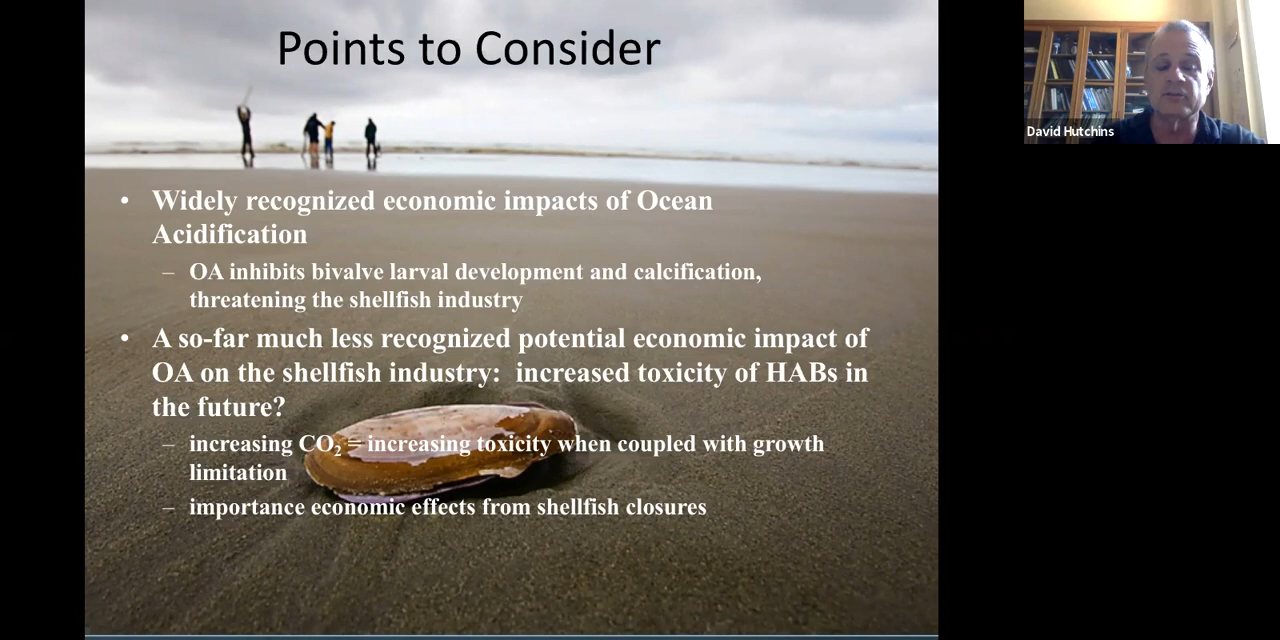 Points to Consider
David Hutchins
• Widely recognized economic impacts of Ocean
Acidification
– OA inhibits bivalve larval development and calcification,
threatening the shellfish industry
• A so-far much less recognized potential economic impact of
OA on the shellfish industry: increased toxicity of HABs in
the future?
– increasing CO₂ = increasing toxicity when coupled with growth
limitation
– importance economic effects from shellfish closures